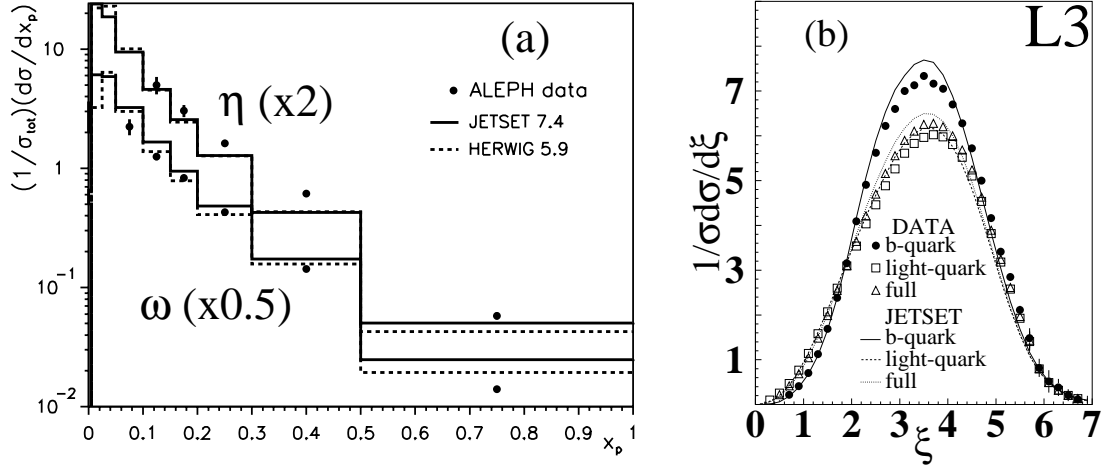 (a)
(1/σtot)(dσ/dxp)
10
1
10⁻¹
10⁻²
η (x2)
ω (x0.5)
ALEPH data
JETSET 7.4
HERWIG 5.9
0 0.1 0.2 0.3 0.4 0.5 0.6 0.7 0.8 0.9 1
xp
(b)
L3
1/σdσ/dξ
7
5
3
1
DATA
b-quark
light-quark
full
JETSET
b-quark
light-quark
full
0 1 2 3 4 5 6 7
ξ